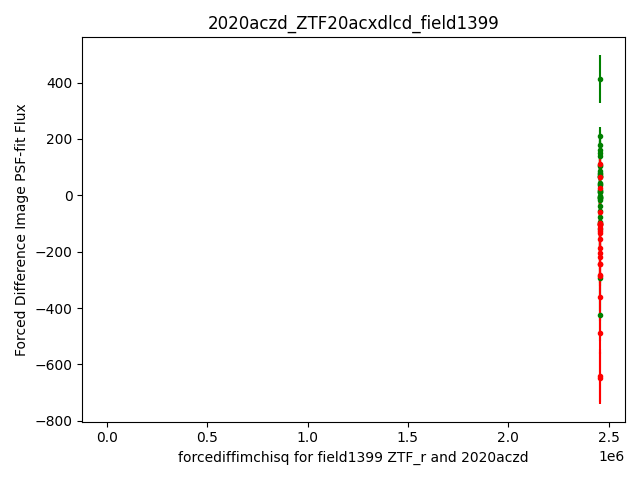 2020aczd_ZTF20acxdlcd_field1399
Forced Difference Image PSF-fit Flux
400
200
0
−200
−400
−600
−800
0.0 0.5 1.0 1.5 2.0 2.5
1e6
forcediffimchisq for field1399 ZTF_r and 2020aczd